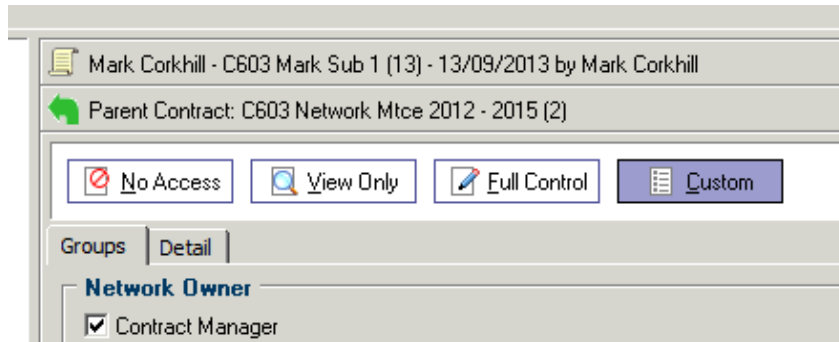 Mark Corkhill - C603 Mark Sub 1 (13) - 13/09/2013 by Mark Corkhill
Parent Contract: C603 Network Mtce 2012 - 2015 (2)
No Access View Only Full Control Custom
Groups Detail
Network Owner
Contract Manager